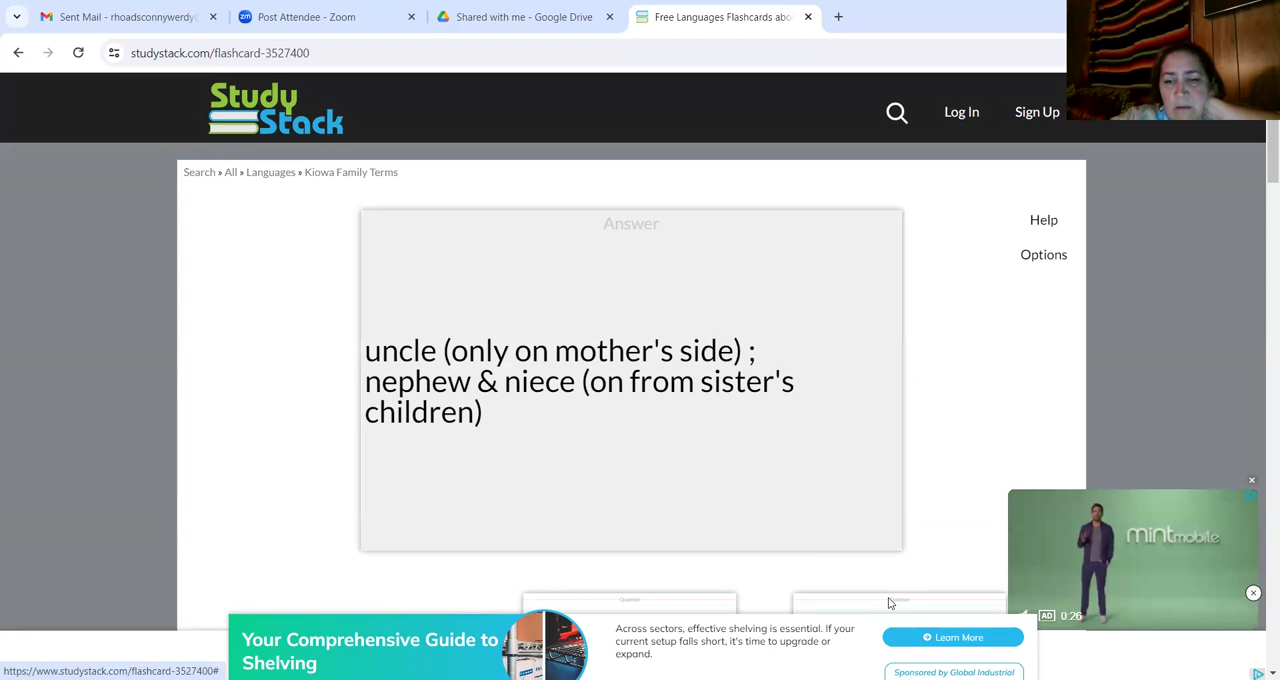 Sent Mail - rhoadsconnywerdy
Post Attendee - Zoom
Shared with me - Google Drive
Free Languages Flashcards abo
studystack.com/flashcard-3527400
Study
Stack
Log In
Sign Up
Search » All » Languages » Kiowa Family Terms
Help
Options
Answer
uncle (only on mother's side) ;
nephew & niece (on from sister's
children)
mint mobile
AD 0:26
Question
Question
Your Comprehensive Guide to
Shelving
Across sectors, effective shelving is essential. If your
current setup falls short, it's time to upgrade or
expand.
Learn More
Sponsored by Global Industrial
https://www.studystack.com/flashcard-3527400#